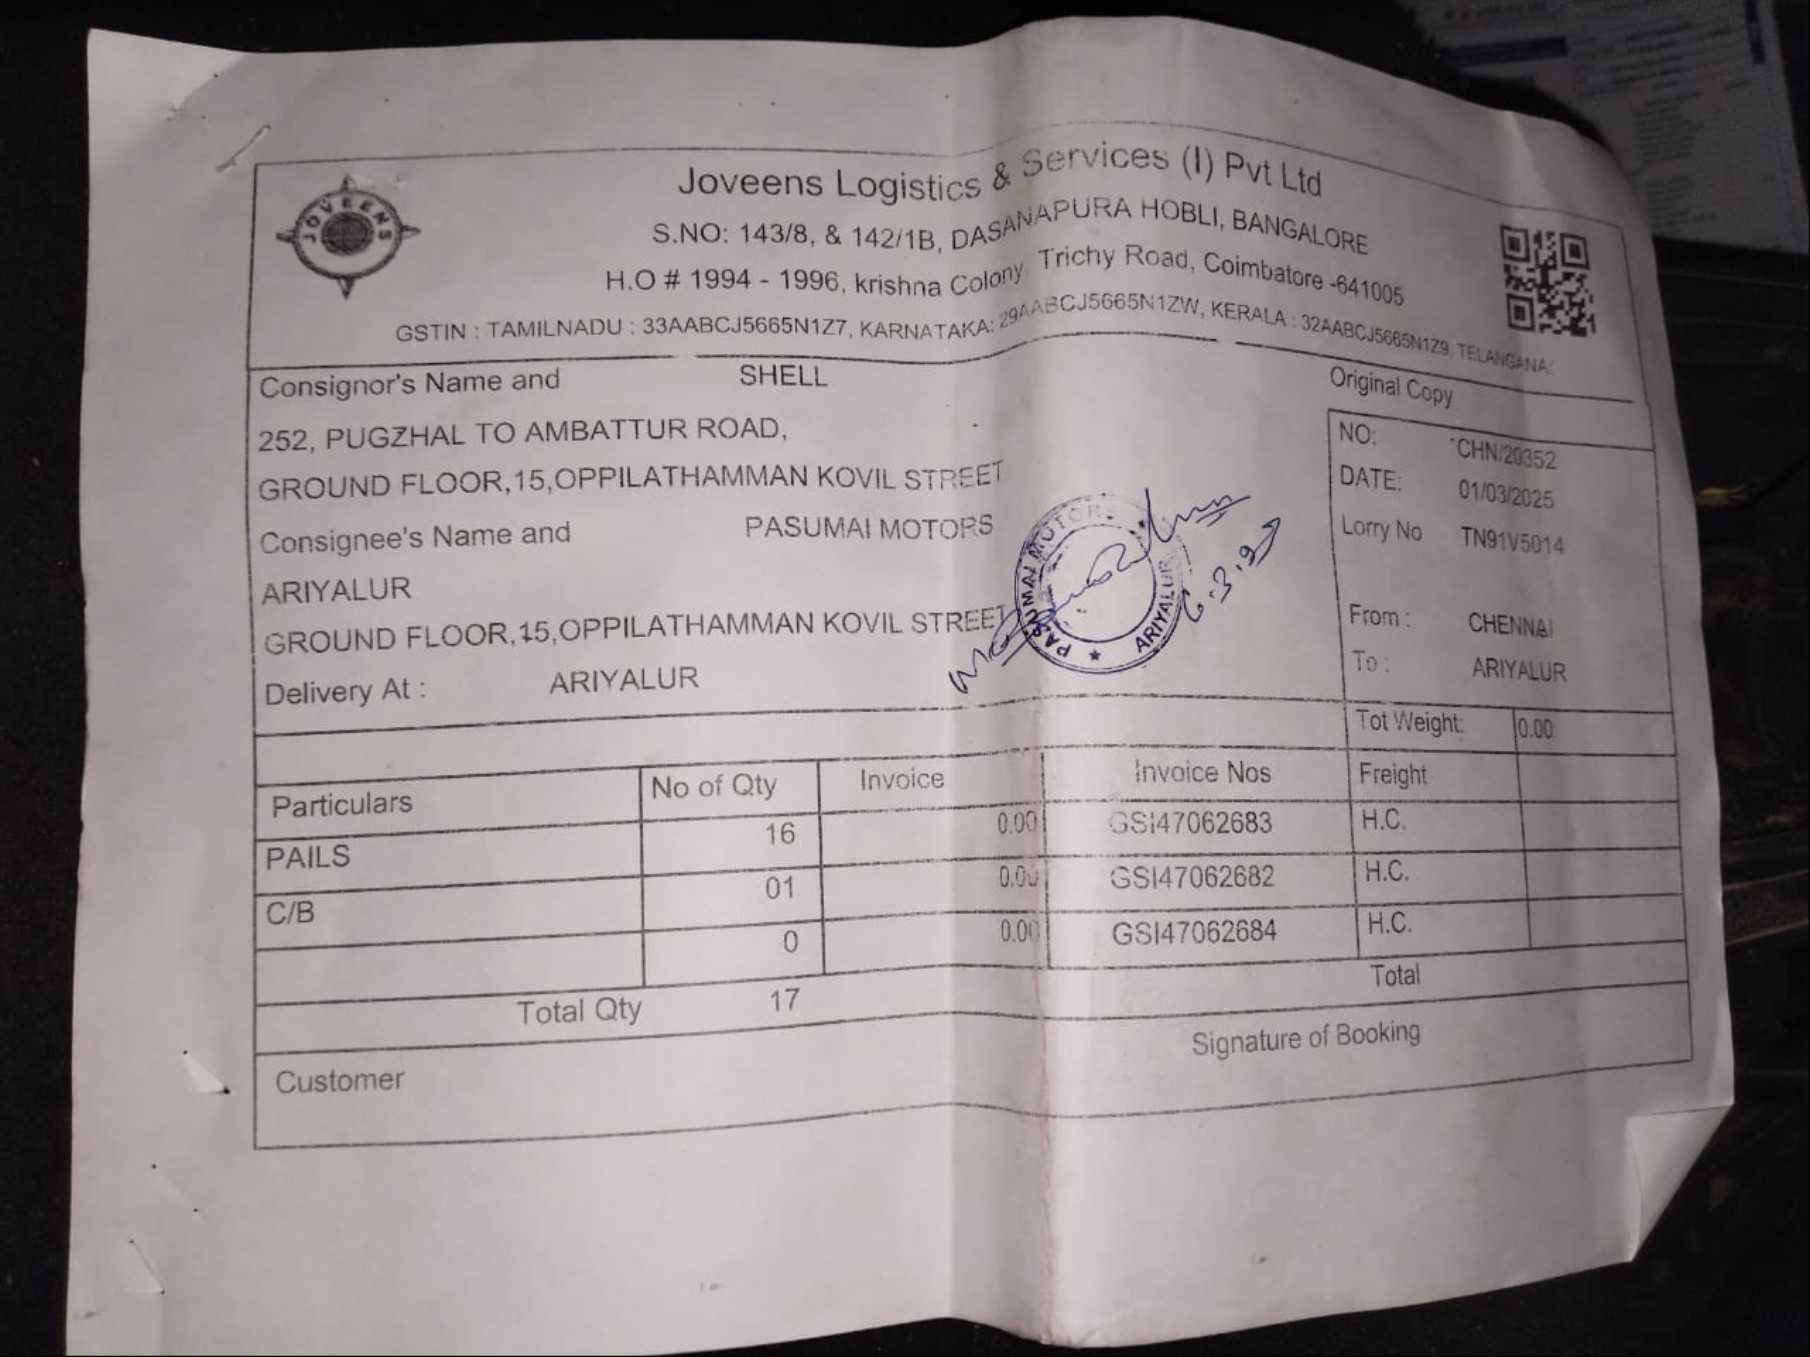 Joveens Logistics & Services (I) Pvt Ltd
JOVEENS
S.NO: 143/8, & 142/1B, DASANAPURA HOBLI, BANGALORE
H.O # 1994 - 1996, krishna Colony, Trichy Road, Coimbatore -641005
GSTIN : TAMILNADU : 33AABCJ5665N1Z7, KARNATAKA: 29AABCJ5665N1ZW, KERALA : 32AABCJ5665N1Z9, TELANGANA:
Consignor's Name and SHELL
Original Copy
252, PUGZHAL TO AMBATTUR ROAD,
NO: CHN/20352
GROUND FLOOR,15,OPPILATHAMMAN KOVIL STREET
DATE: 01/03/2025
Consignee's Name and PASUMAI MOTORS
Lorry No TN91V5014
PASUMAI MOTORS ★ ARIYALUR ★
ARIYALUR
GROUND FLOOR,15,OPPILATHAMMAN KOVIL STREET
From : CHENNAI
Delivery At : ARIYALUR
To : ARIYALUR
Tot Weight: 0.00
Particulars No of Qty Invoice Invoice Nos Freight
PAILS 16 0.00 GSI47062683 H.C.
C/B 01 0.00 GSI47062682 H.C.
0 0.00 GSI47062684 H.C.
Total Qty 17 Total
Customer Signature of Booking